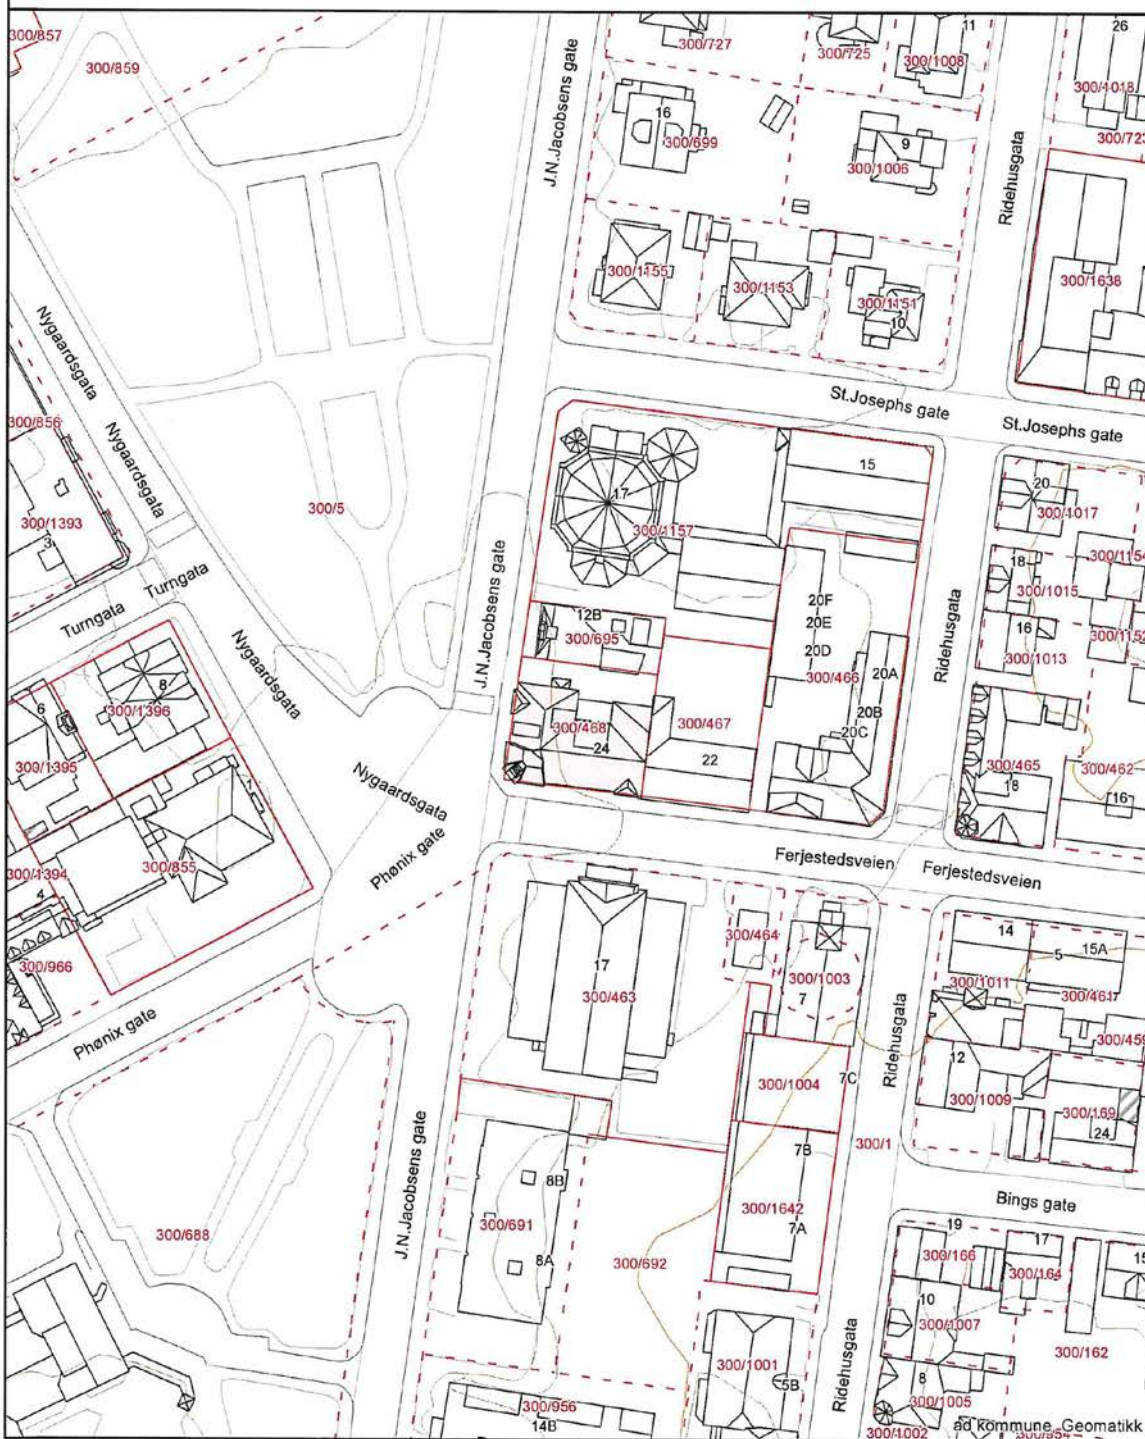 300/857
300/859
J.N.Jacobsens gate
300/727
300/725
11
300/1008
26
300/1018
300/723
16
300/699
9
300/1006
Ridehusgata
300/1155
300/1153
300/1151
10
300/1638
Nygaardsgata
St.Josephs gate
St.Josephs gate
300/856
Nygaardsgata
15
300/5
17
300/1157
20
300/1017
300/1393
3
300/1154
18
300/1015
Turngata
Turngata
J.N.Jacobsens gate
12B
300/695
20F
20E
20D
300/466
20A
20B
20C
Ridehusgata
16
300/1013
300/1152
Nygaardsgata
8
300/1396
6
300/1395
300/468
24
300/467
22
300/465
18
300/462
16
Nygaardsgata
Phønix gate
Ferjestedsveien
Ferjestedsveien
300/1394
4
300/855
300/966
300/464
17
300/463
300/1003
7
14
5
15A
300/1011
300/461
300/459
Ridehusgata
Phønix gate
12
300/1009
300/169
24
300/1004
7C
300/1
J.N.Jacobsens gate
7B
300/1642
7A
8B
300/691
8A
300/692
Bings gate
300/688
19
300/166
17
300/164
15
10
300/1007
300/162
300/1001
5B
Ridehusgata
8
300/1005
300/956
14B
300/1002
300/954
ad kommune, Geomatikk